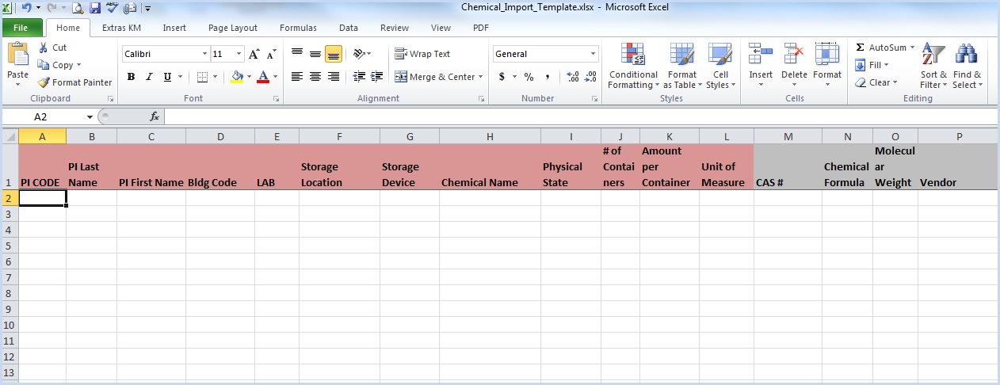 Chemical_Import_Template.xlsx - Microsoft Excel
File Home Extras KM Insert Page Layout Formulas Data Review View PDF
Paste Cut Calibri 11 A A Wrap Text General Conditional Formatting Format as Table Cell Styles Insert Delete Format Σ AutoSum Sort & Filter Find & Select
Copy B I U A Merge & Center $ % , .00 .0 Fill
Format Painter Clear
Clipboard Font Alignment Number Styles Cells Editing
A2 fx
A B C D E F G H I J K L M N O P
1 PI CODE PI Last Name PI First Name Bldg Code LAB Storage Location Storage Device Chemical Name Physical State # of Contai ners Amount per Container Unit of Measure CAS # Chemical Formula Molecul ar Weight Vendor
2
3
4
5
6
7
8
9
10
11
12
13